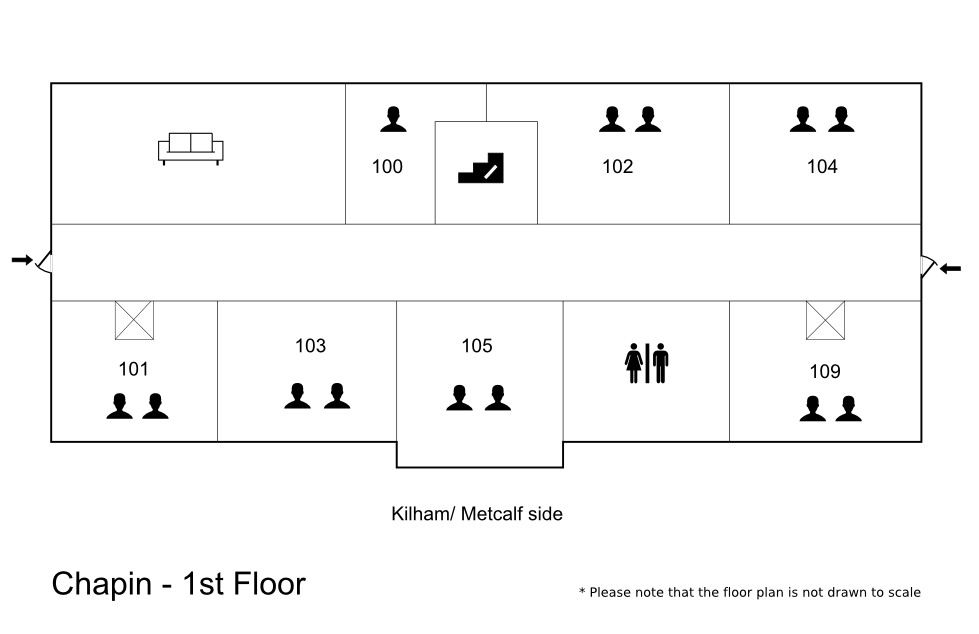 100
102
104
103
105
101
109
Kilham/ Metcalf side
Chapin - 1st Floor
* Please note that the floor plan is not drawn to scale